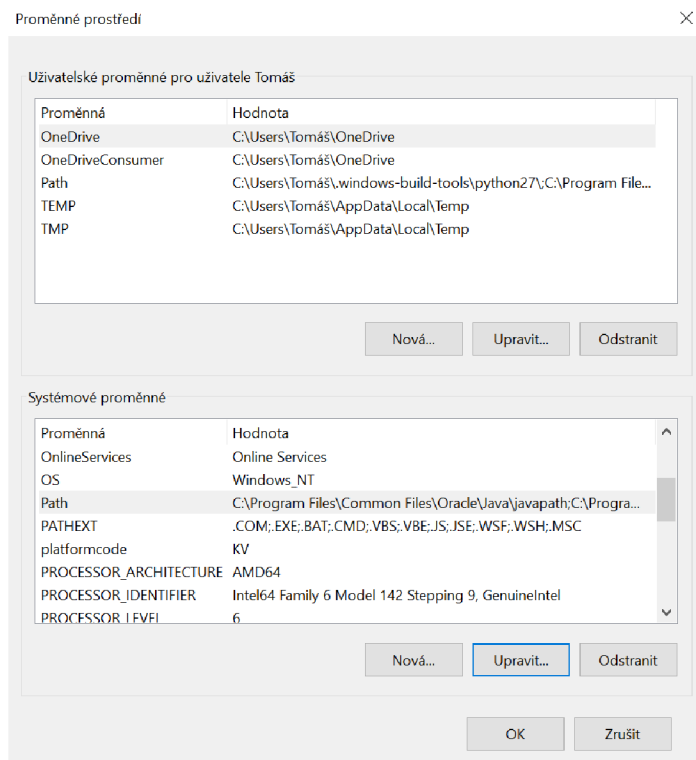 Proměnné prostředí
Uživatelské proměnné pro uživatele Tomáš
Proměnná Hodnota
OneDrive C:\Users\Tomáš\OneDrive
OneDriveConsumer C:\Users\Tomáš\OneDrive
Path C:\Users\Tomáš\.windows-build-tools\python27\;C:\Program File...
TEMP C:\Users\Tomáš\AppData\Local\Temp
TMP C:\Users\Tomáš\AppData\Local\Temp
Nová... Upravit... Odstranit
Systémové proměnné
Proměnná Hodnota
OnlineServices Online Services
OS Windows_NT
Path C:\Program Files\Common Files\Oracle\Java\javapath;C:\Progra...
PATHEXT .COM;.EXE;.BAT;.CMD;.VBS;.VBE;.JS;.JSE;.WSF;.WSH;.MSC
platformcode KV
PROCESSOR_ARCHITECTURE AMD64
PROCESSOR_IDENTIFIER Intel64 Family 6 Model 142 Stepping 9, GenuineIntel
PROCESSOR_LEVEL 6
Nová... Upravit... Odstranit
OK Zrušit